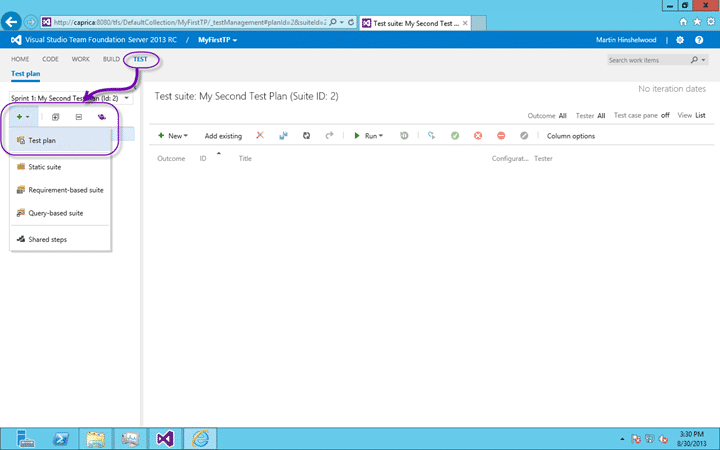 http://caprica:8080/tfs/DefaultCollection/MyFirstTP/_testManagement#planId=2&suiteId=2
Test suite: My Second Test ...
Visual Studio Team Foundation Server 2013 RC / MyFirstTP
Martin Hinshelwood
HOME CODE WORK BUILD TEST
Search work items
Test plan
No iteration dates
Sprint 1: My Second Test Plan (Id: 2)
Test suite: My Second Test Plan (Suite ID: 2)
Outcome All Tester All Test case pane off View List
New Add existing Run Column options
Outcome ID Title Configurat... Tester
Test plan
Static suite
Requirement-based suite
Query-based suite
Shared steps
3:30 PM
8/30/2013